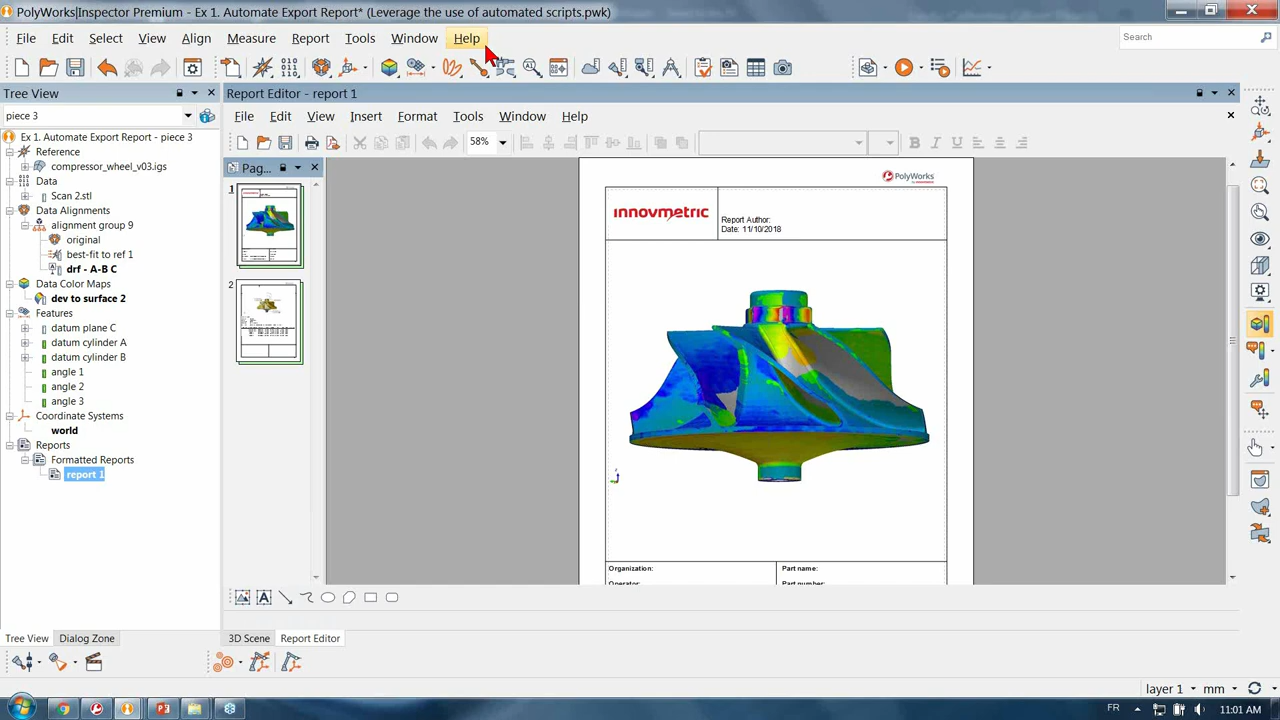 PolyWorks|Inspector Premium - Ex 1. Automate Export Report* (Leverage the use of automated scripts.pwk)
File Edit Select View Align Measure Report Tools Window Help
Search
Tree View
Report Editor - report 1
piece 3
File Edit View Insert Format Tools Window Help
Ex 1. Automate Export Report - piece 3
58%
B I U
Reference
compressor_wheel_v03.igs
Data
Scan 2.stl
Data Alignments
alignment group 9
original
best-fit to ref 1
drf - A-B C
Data Color Maps
dev to surface 2
Features
datum plane C
datum cylinder A
datum cylinder B
angle 1
angle 2
angle 3
Coordinate Systems
world
Reports
Formatted Reports
report 1
Pag...
1
2
PolyWorks
innovmetric
Report Author:
Date: 11/10/2018
Organization:
Part name:
Operator:
Part number:
A
Tree View Dialog Zone
3D Scene Report Editor
layer 1 mm
FR
11:01 AM